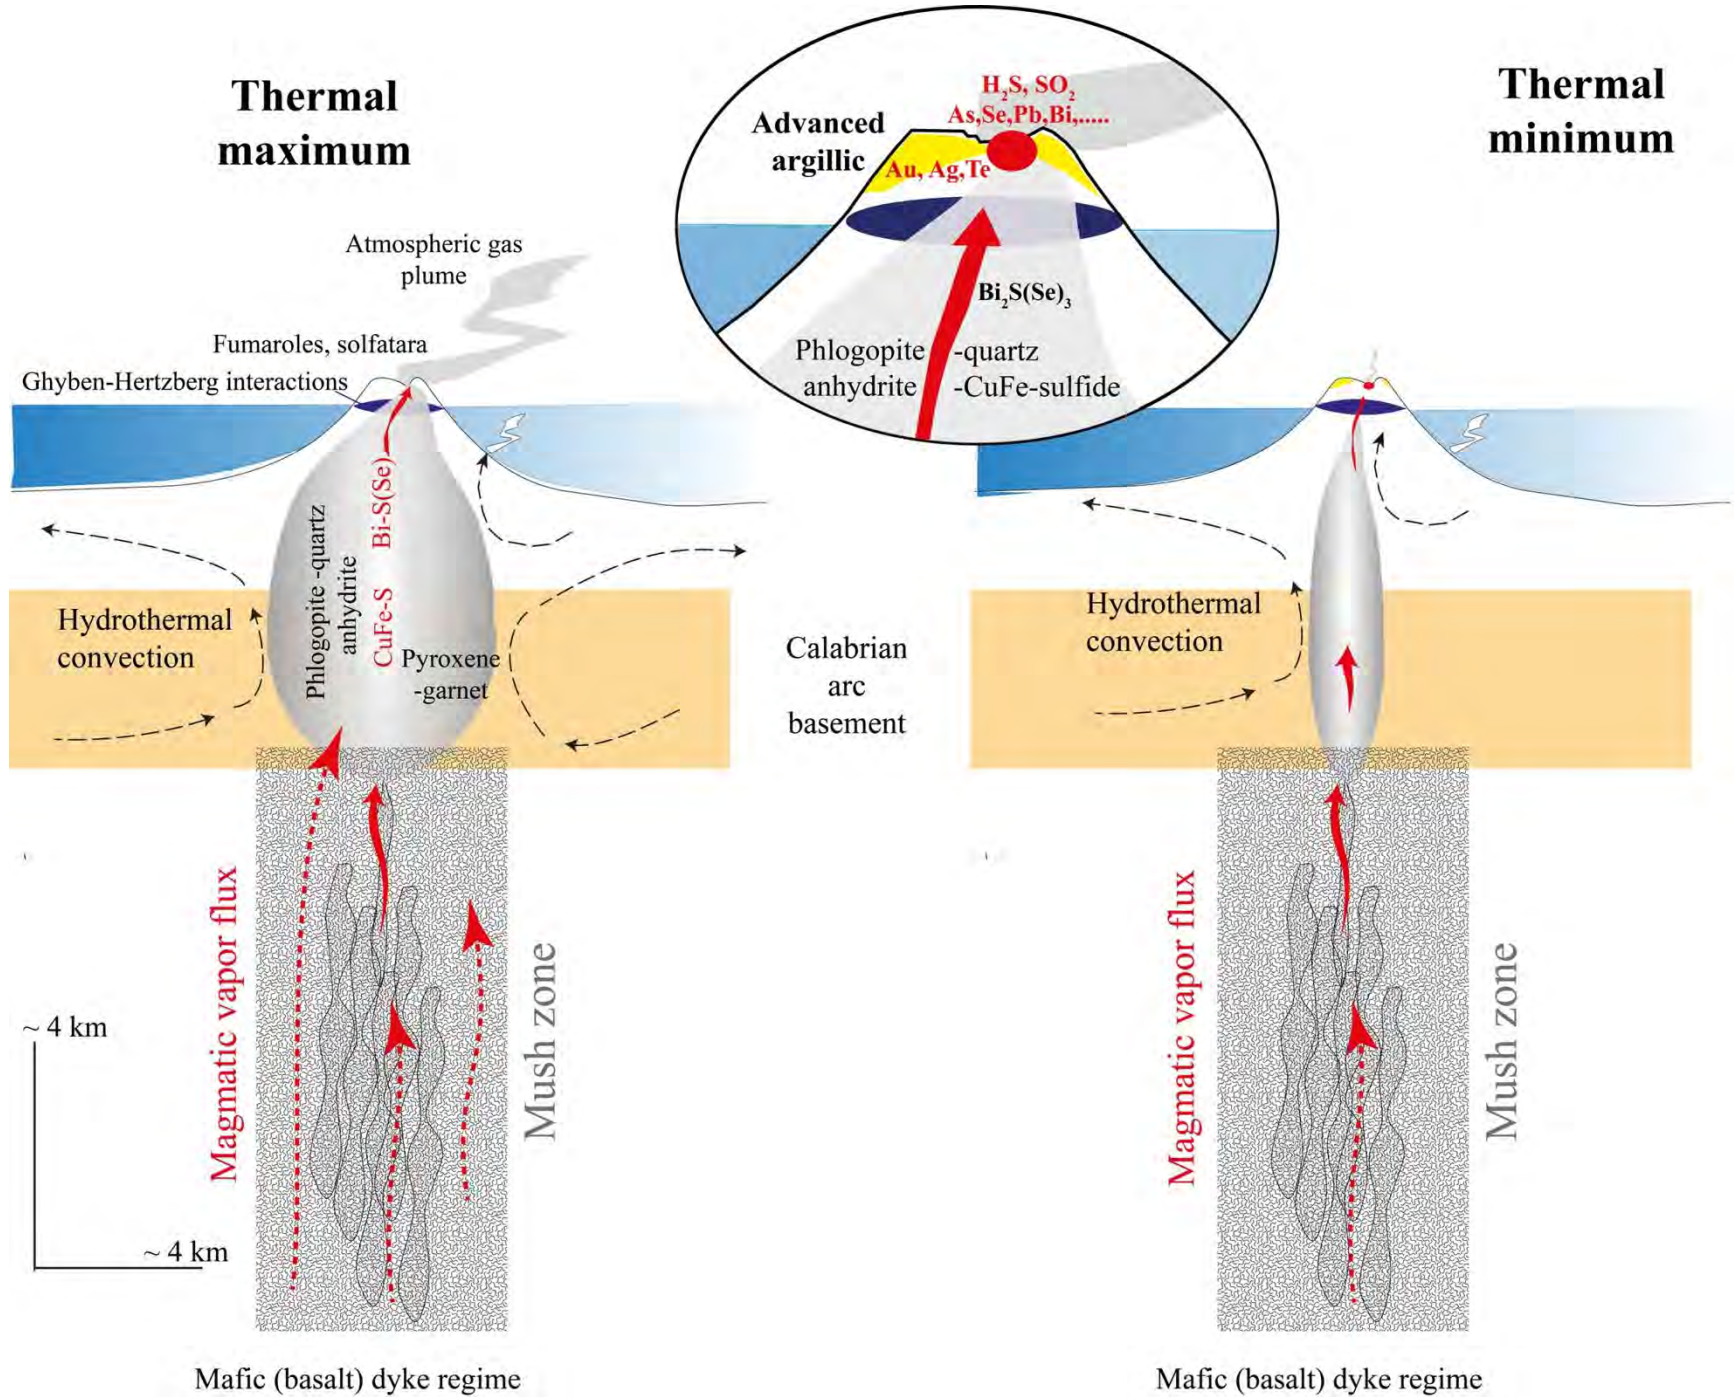 Thermal
maximum
Thermal
minimum
H₂S, SO₂
As,Se,Pb,Bi,.....
Advanced
argillic
Au, Ag,Te
Bi₂S(Se)₃
Phlogopite -quartz
anhydrite -CuFe-sulfide
Atmospheric gas
plume
Fumaroles, solfatara
Ghyben-Hertzberg interactions
Hydrothermal
convection
Phlogopite -quartz
anhydrite
CuFe-S Bi-S(Se)
Pyroxene
-garnet
Calabrian
arc
basement
Hydrothermal
convection
Magmatic vapor flux
Mush zone
~ 4 km
~ 4 km
Mafic (basalt) dyke regime
Magmatic vapor flux
Mush zone
Mafic (basalt) dyke regime